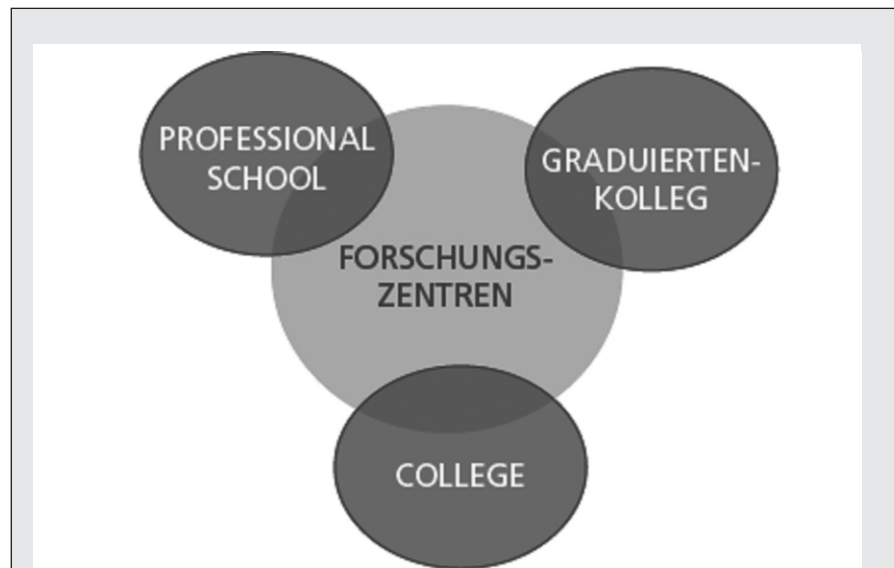 PROFESSIONAL
SCHOOL
GRADUIERTEN-
KOLLEG
FORSCHUNGS-
ZENTREN
COLLEGE